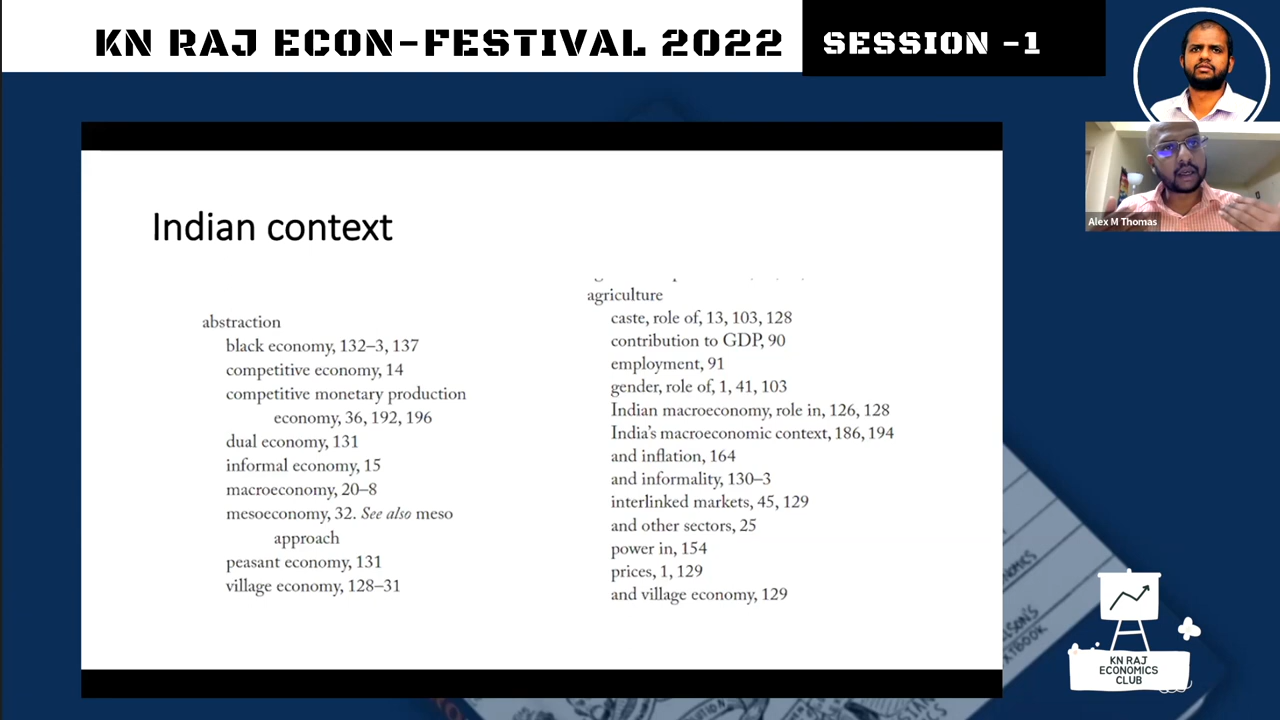 KN RAJ ECON-FESTIVAL 2022
SESSION -1
Alex M Thomas
Indian context
abstraction
black economy, 132–3, 137
competitive economy, 14
competitive monetary production
economy, 36, 192, 196
dual economy, 131
informal economy, 15
macroeconomy, 20–8
mesoeconomy, 32. See also meso
approach
peasant economy, 131
village economy, 128–31
agriculture
caste, role of, 13, 103, 128
contribution to GDP, 90
employment, 91
gender, role of, 1, 41, 103
Indian macroeconomy, role in, 126, 128
India's macroeconomic context, 186, 194
and inflation, 164
and informality, 130–3
interlinked markets, 45, 129
and other sectors, 25
power in, 154
prices, 1, 129
and village economy, 129
KN RAJ
ECONOMICS
CLUB